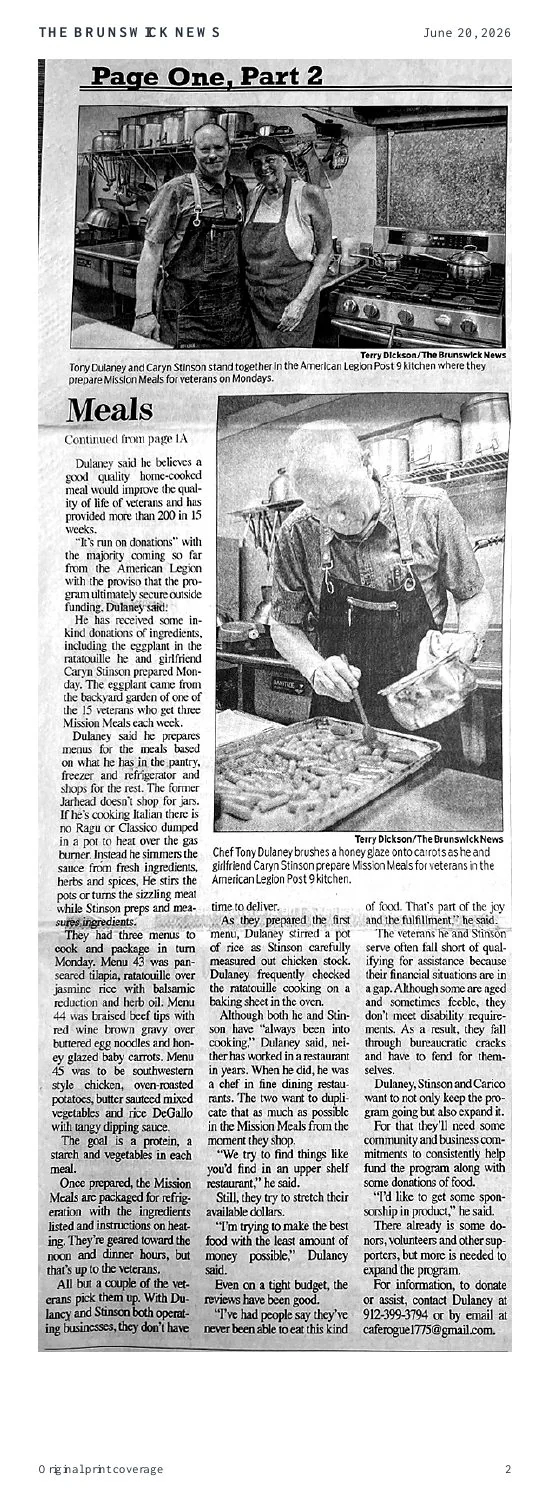 THE BRUNSWICK NEWS
June 20, 2026
Page One, Part 2
Terry Dickson/The Brunswick News
Tony Dulaney and Caryn Stinson stand together in the American Legion Post 9 kitchen where they
prepare Mission Meals for veterans on Mondays.
Meals
Continued from page 1A
Dulaney said he believes a
good quality home-cooked
meal would improve the qual-
ity of life of veterans and has
provided more than 200 in 15
weeks.
“It’s run on donations” with
the majority coming so far
from the American Legion
with the proviso that the pro-
gram ultimately secure outside
funding, Dulaney said.
He has received some in-
kind donations of ingredients,
including the eggplant in the
ratatouille he and girlfriend
Caryn Stinson prepared Mon-
day. The eggplant came from
the backyard garden of one of
the 15 veterans who get three
Mission Meals each week.
Dulaney said he prepares
menus for the meals based
on what he has in the pantry,
freezer and refrigerator and
shops for the rest. The former
Jarhead doesn’t shop for jars.
If he’s cooking Italian there is
no Ragu or Classico dumped
in a pot to heat over the gas
burner. Instead he simmers the
sauce from fresh ingredients,
herbs and spices, He stirs the
pots or turns the sizzling meat
while Stinson preps and mea-
sures ingredients.
They had three menus to
cook and package in turn
Monday. Menu 43 was pan-
seared tilapia, ratatouille over
jasmine rice with balsamic
reduction and herb oil. Menu
44 was braised beef tips with
red wine brown gravy over
buttered egg noodles and hon-
ey glazed baby carrots. Menu
45 was to be southwestern
style chicken, oven-roasted
potatoes, butter sauteed mixed
vegetables and rice DeGallo
with tangy dipping sauce.
The goal is a protein, a
starch and vegetables in each
meal.
Once prepared, the Mission
Meals are packaged for refrig-
eration with the ingredients
listed and instructions on heat-
ing. They’re geared toward the
noon and dinner hours, but
that’s up to the veterans.
All but a couple of the vet-
erans pick them up. With Du-
laney and Stinson both operat-
ing businesses, they don’t have
SANITIZE
Terry Dickson/The Brunswick News
Chef Tony Dulaney brushes a honey glaze onto carrots as he and
girlfriend Caryn Stinson prepare Mission Meals for veterans in the
American Legion Post 9 kitchen.
time to deliver.
As they prepared the first
menu, Dulaney stirred a pot
of rice as Stinson carefully
measured out chicken stock.
Dulaney frequently checked
the ratatouille cooking on a
baking sheet in the oven.
Although both he and Stin-
son have “always been into
cooking,” Dulaney said, nei-
ther has worked in a restaurant
in years. When he did, he was
a chef in fine dining restau-
rants. The two want to dupli-
cate that as much as possible
in the Mission Meals from the
moment they shop.
“We try to find things like
you’d find in an upper shelf
restaurant,” he said.
Still, they try to stretch their
available dollars.
“I’m trying to make the best
food with the least amount of
money possible,” Dulaney
said.
Even on a tight budget, the
reviews have been good.
“I’ve had people say they’ve
never been able to eat this kind
of food. That’s part of the joy
and the fulfillment,” he said.
The veterans he and Stinson
serve often fall short of qual-
ifying for assistance because
their financial situations are in
a gap. Although some are aged
and sometimes feeble, they
don’t meet disability require-
ments. As a result, they fall
through bureaucratic cracks
and have to fend for them-
selves.
Dulaney, Stinson and Carico
want to not only keep the pro-
gram going but also expand it.
For that they’ll need some
community and business com-
mitments to consistently help
fund the program along with
some donations of food.
“I’d like to get some spon-
sorship in product,” he said.
There already is some do-
nors, volunteers and other sup-
porters, but more is needed to
expand the program.
For information, to donate
or assist, contact Dulaney at
912-399-3794 or by email at
caferogue1775@gmail.com.
Original print coverage
2